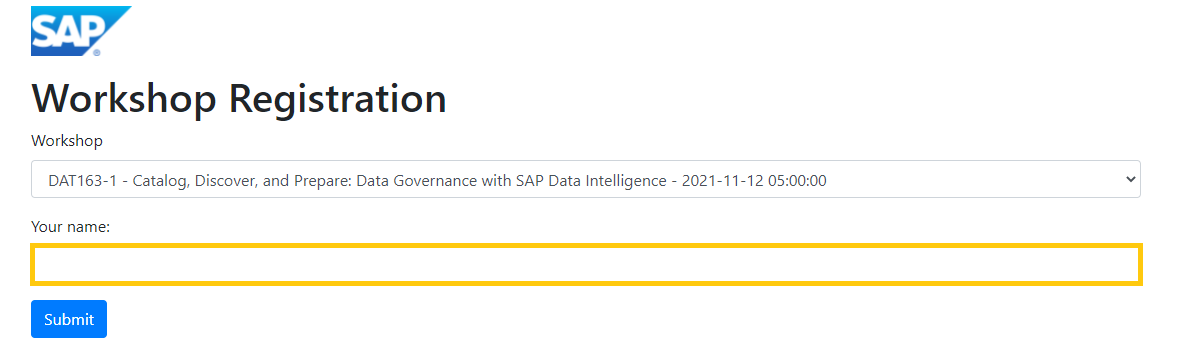 SAP®
Workshop Registration
Workshop
DAT163-1 - Catalog, Discover, and Prepare: Data Governance with SAP Data Intelligence - 2021-11-12 05:00:00
Your name:
Submit